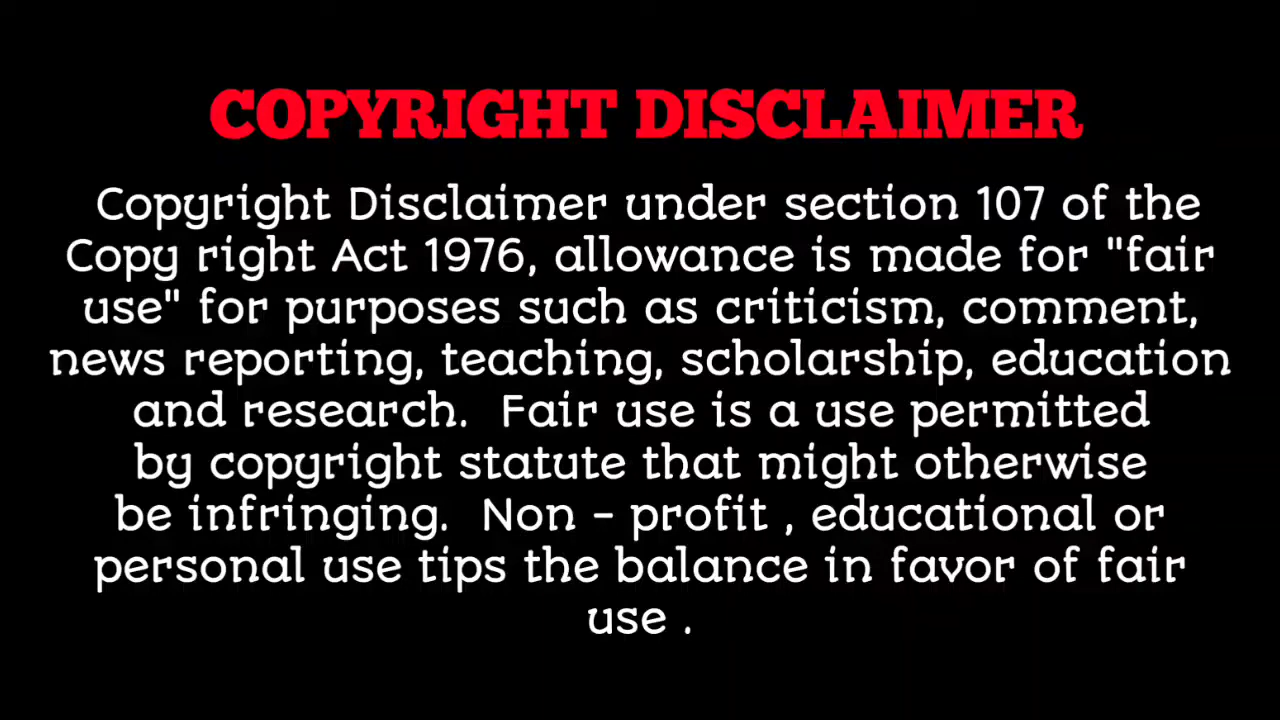 COPYRIGHT DISCLAIMER
Copyright Disclaimer under section 107 of the
Copy right Act 1976, allowance is made for "fair
use" for purposes such as criticism, comment,
news reporting, teaching, scholarship, education
and research.  Fair use is a use permitted
by copyright statute that might otherwise
be infringing.  Non - profit , educational or
personal use tips the balance in favor of fair
use .